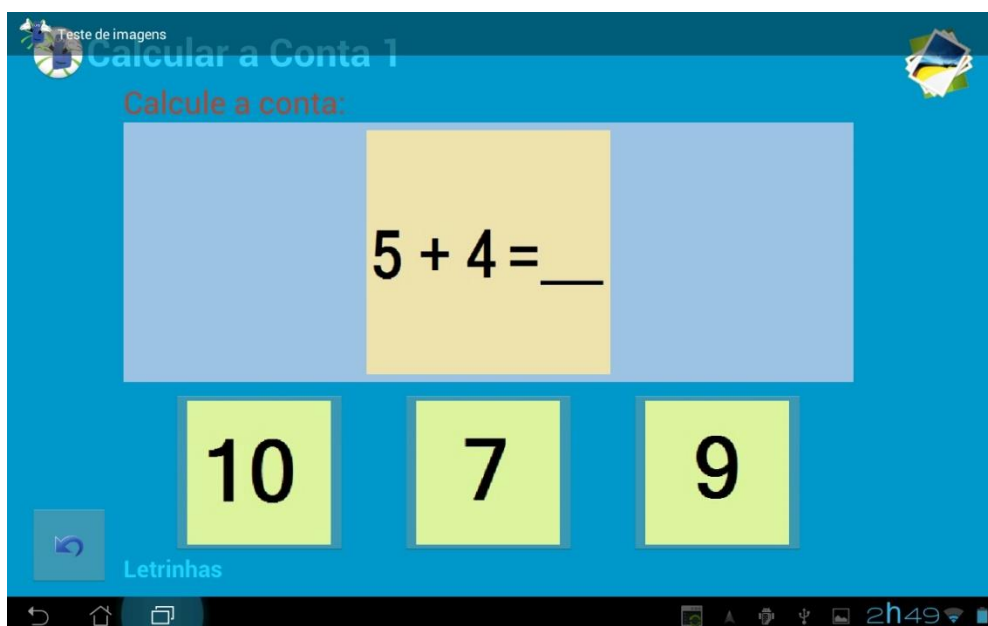 Teste de imagens
Calcular a Conta 1
Calcule a conta:
5 + 4 =__
10 7 9
Letrinhas
2h49